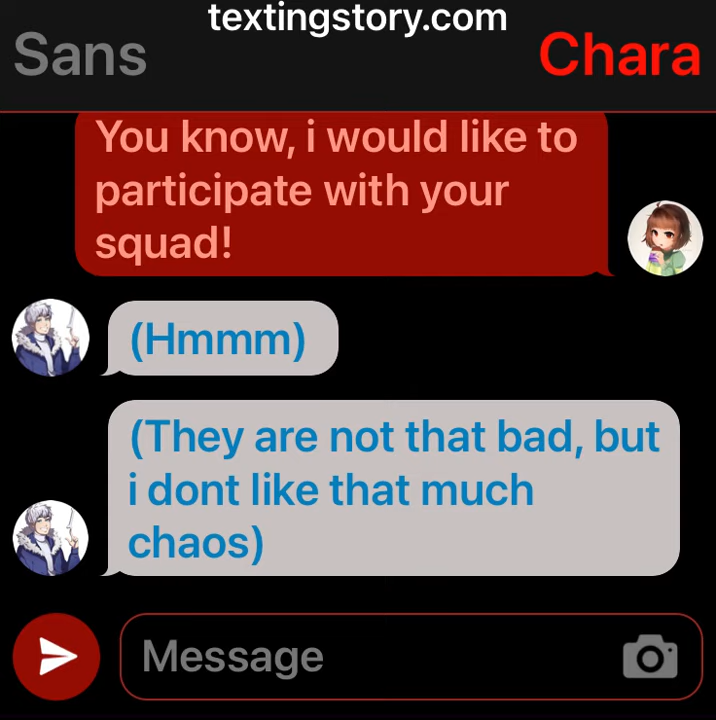 textingstory.com
Sans
Chara
You know, i would like to
participate with your
squad!
(Hmmm)
(They are not that bad, but
i dont like that much
chaos)
Message